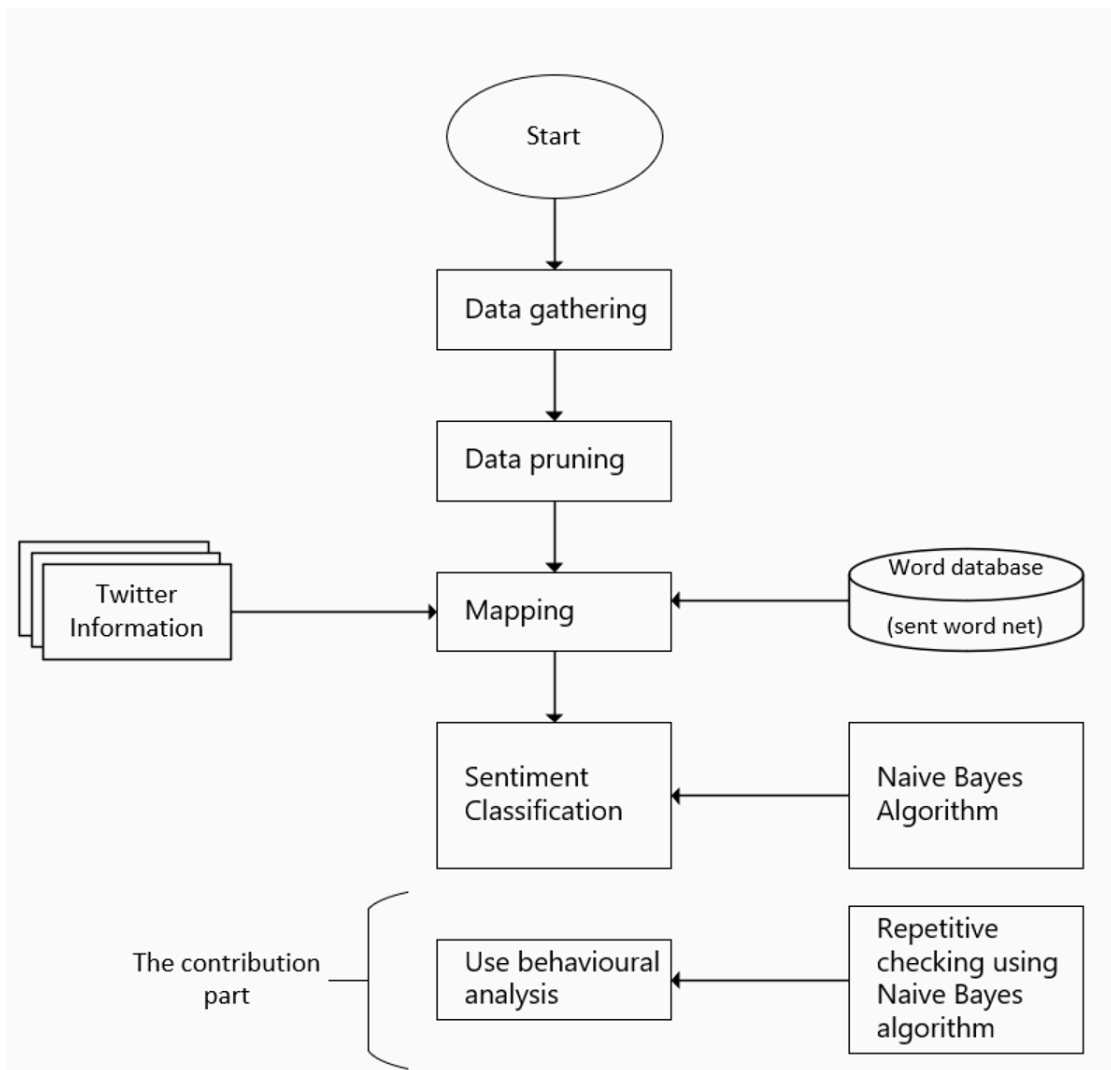 Start
Data gathering
Data pruning
Twitter
Information
Mapping
Word database
(sent word net)
Sentiment
Classification
Naive Bayes
Algorithm
The contribution
part
Use behavioural
analysis
Repetitive
checking using
Naive Bayes
algorithm